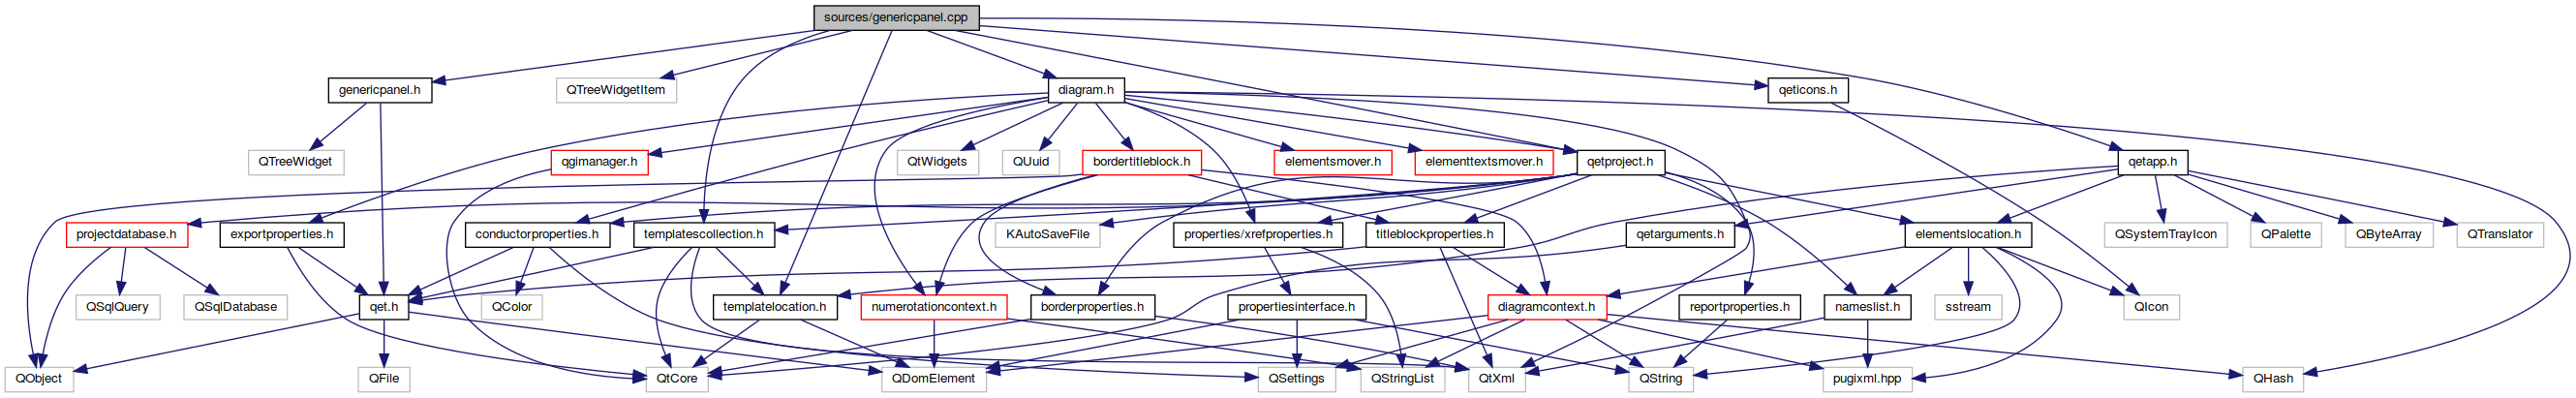 sources/genericpanel.cpp
genericpanel.h
QTreeWidgetItem
diagram.h
qeticons.h
QTreeWidget
qgimanager.h
QtWidgets
QUuid
bordertitleblock.h
elementsmover.h
elementtextsmover.h
qetproject.h
qetapp.h
projectdatabase.h
exportproperties.h
conductorproperties.h
templatescollection.h
KAutoSaveFile
properties/xrefproperties.h
titleblockproperties.h
qetarguments.h
elementslocation.h
QSystemTrayIcon
QPalette
QByteArray
QTranslator
QSqlQuery
QSqlDatabase
qet.h
QColor
templatelocation.h
numerotationcontext.h
borderproperties.h
propertiesinterface.h
diagramcontext.h
reportproperties.h
nameslist.h
sstream
QIcon
QObject
QFile
QtCore
QDomElement
QSettings
QStringList
QtXml
QString
pugixml.hpp
QHash